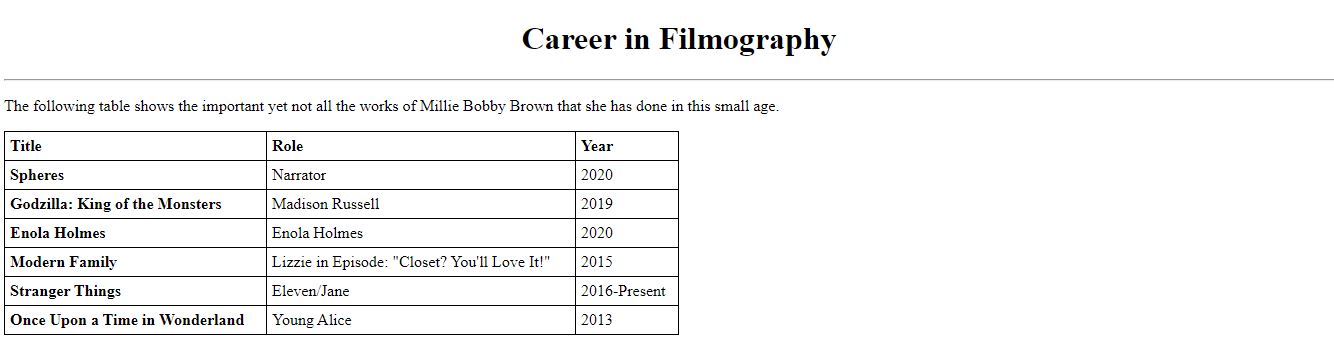 Career in Filmography
The following table shows the important yet not all the works of Millie Bobby Brown that she has done in this small age.
Title Role Year
Spheres Narrator 2020
Godzilla: King of the Monsters Madison Russell 2019
Enola Holmes Enola Holmes 2020
Modern Family Lizzie in Episode: "Closet? You'll Love It!" 2015
Stranger Things Eleven/Jane 2016-Present
Once Upon a Time in Wonderland Young Alice 2013